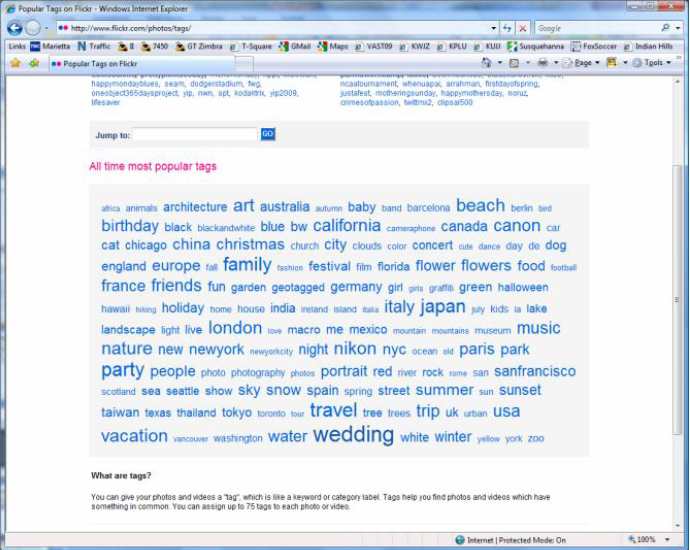 Popular Tags on Flickr - Windows Internet Explorer
http://www.flickr.com/photos/tags/
Google
Links Marietta Traffic II 7450 GT Zimbra T-Square GMail Maps VAST09 KWJZ KPLU KUJJ Susquehanna FoxSoccer Indian Hills
Popular Tags on Flickr
Page Tools
happymondayblues, seam, dodgerstadium, fwg,
oneobject365daysproject, yip, nwn, spt, kodaktrix, yip2009,
lifesaver
ncaatournament, whenuapai, arrahman, firstdayofspring,
justafest, motheringsunday, happymothersday, noruz,
crimesofpassion, twittmx2, clipsal500
Jump to: GO
All time most popular tags
africa animals architecture art australia autumn baby band barcelona beach berlin bird
birthday black blackandwhite blue bw california cameraphone canada canon car
cat chicago china christmas church city clouds color concert cute dance day de dog
england europe fall family fashion festival film florida flower flowers food football
france friends fun garden geotagged germany girl girls graffiti green halloween
hawaii hiking holiday home house india ireland island italia italy japan july kids la lake
landscape light live london love macro me mexico mountain mountains museum music
nature new newyork newyorkcity night nikon nyc ocean old paris park
party people photo photography photos portrait red river rock rome san sanfrancisco
scotland sea seattle show sky snow spain spring street summer sun sunset
taiwan texas thailand tokyo toronto tour travel tree trees trip uk urban usa
vacation vancouver washington water wedding white winter yellow york zoo
What are tags?
You can give your photos and videos a "tag", which is like a keyword or category label. Tags help you find photos and videos which have
something in common. You can assign up to 75 tags to each photo or video.
Internet | Protected Mode: On
100%